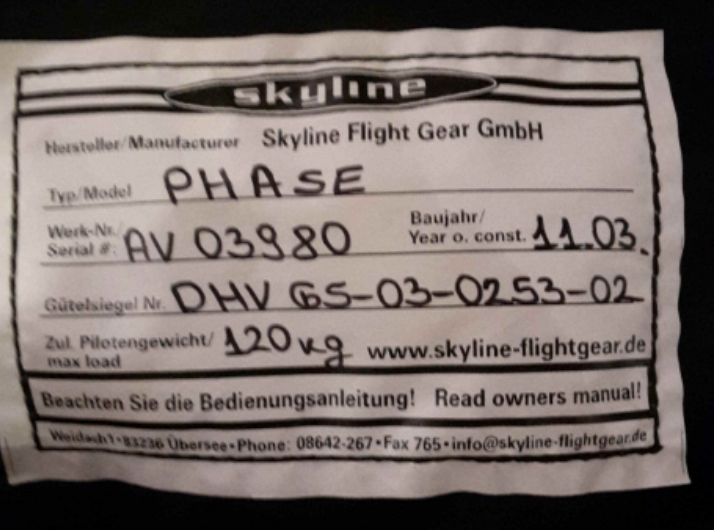 skyline
Hersteller/Manufacturer Skyline Flight Gear GmbH
Typ/Model PHASE
Werk-Nr./ Serial #: AV 03980 Baujahr/ Year o. const. 11.03.
Gütelsiegel Nr. DHV GS-03-0253-02
Zul. Pilotengewicht/ max load 120 kg www.skyline-flightgear.de
Beachten Sie die Bedienungsanleitung! Read owners manual!
Weidach 1 • 83236 Übersee • Phone: 08642-267 • Fax 765 • info@skyline-flightgear.de